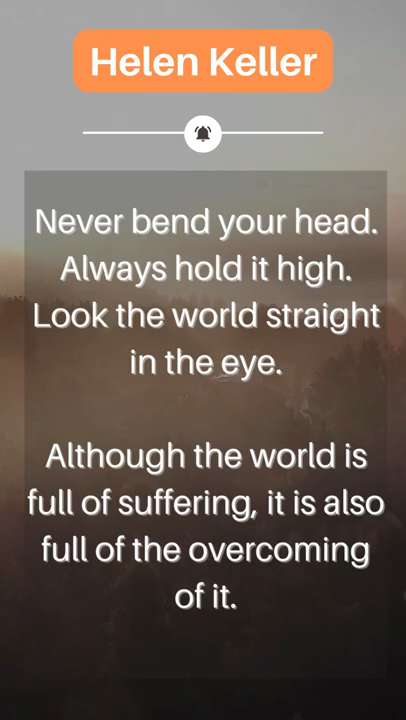 Helen Keller
Never bend your head.
Always hold it high.
Look the world straight
in the eye.
Although the world is
full of suffering, it is also
full of the overcoming
of it.